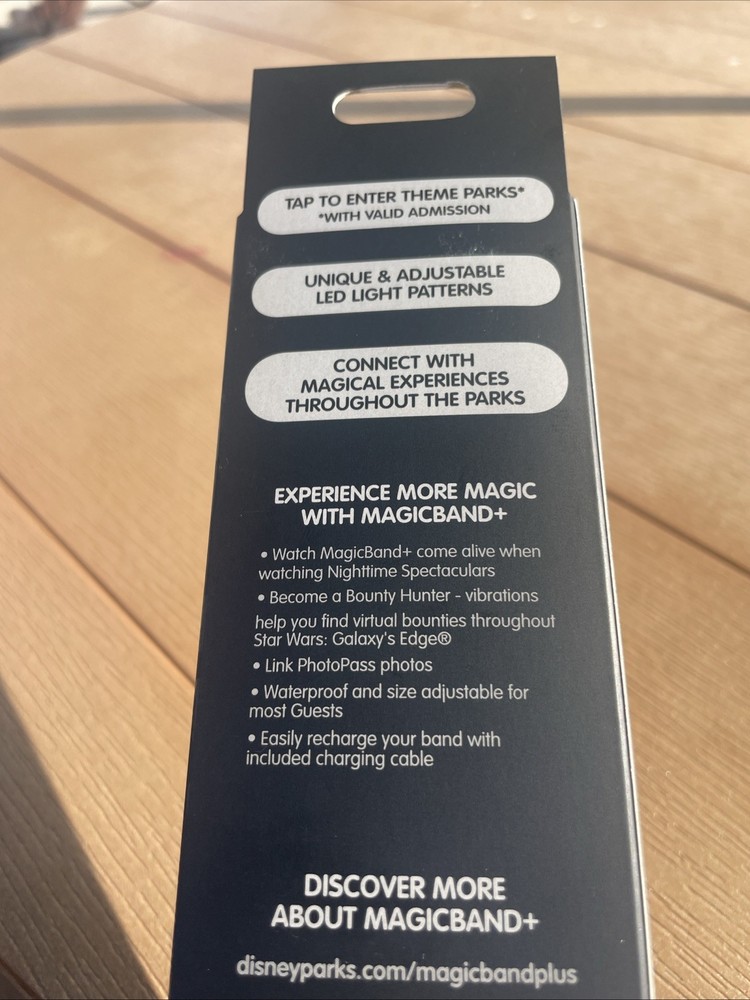 TAP TO ENTER THEME PARKS*
*WITH VALID ADMISSION
UNIQUE & ADJUSTABLE
LED LIGHT PATTERNS
CONNECT WITH
MAGICAL EXPERIENCES
THROUGHOUT THE PARKS
EXPERIENCE MORE MAGIC
WITH MAGICBAND+
• Watch MagicBand+ come alive when
watching Nighttime Spectaculars
• Become a Bounty Hunter - vibrations
help you find virtual bounties throughout
Star Wars: Galaxy's Edge®
• Link PhotoPass photos
• Waterproof and size adjustable for
most Guests
• Easily recharge your band with
included charging cable
DISCOVER MORE
ABOUT MAGICBAND+
disneyparks.com/magicbandplus